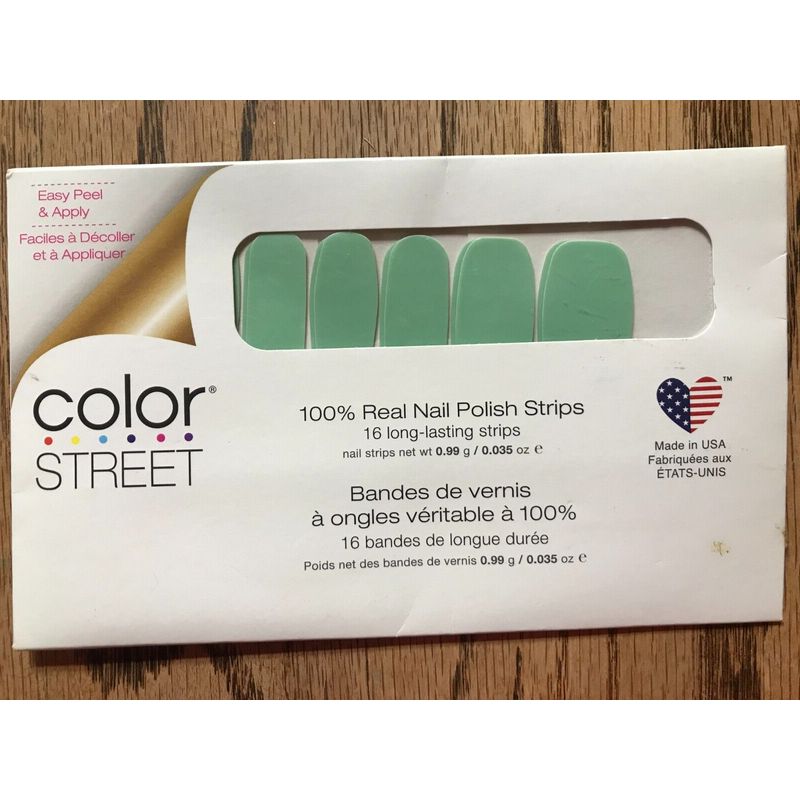 Easy Peel
& Apply
Faciles à Décoller
et à Appliquer
color®
STREET
100% Real Nail Polish Strips
16 long-lasting strips
nail strips net wt 0.99 g / 0.035 oz ℮
Bandes de vernis
à ongles véritable à 100%
16 bandes de longue durée
Poids net des bandes de vernis 0.99 g / 0.035 oz ℮
TM
Made in USA
Fabriquées aux
ÉTATS-UNIS